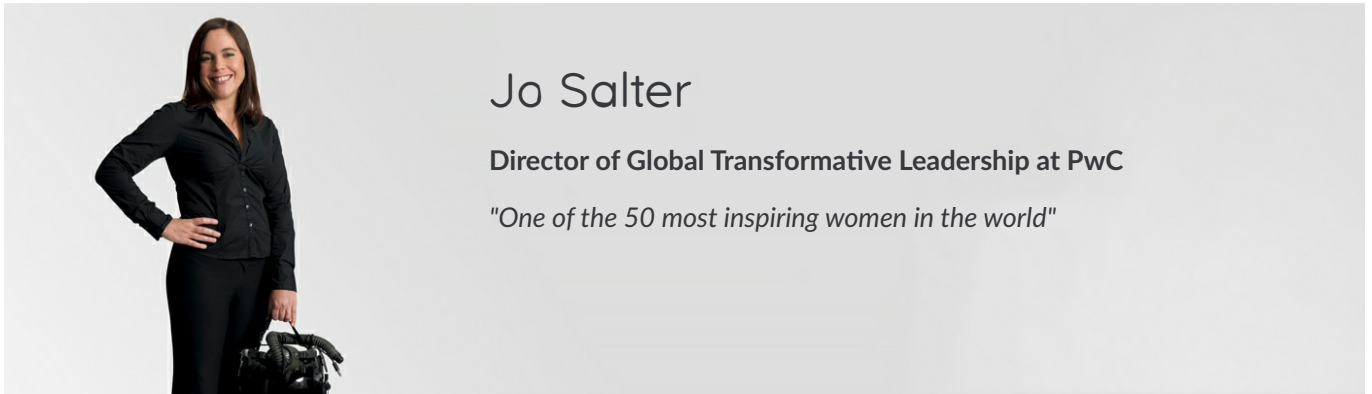 Jo Salter
Director of Global Transformative Leadership at PwC
"One of the 50 most inspiring women in the world"